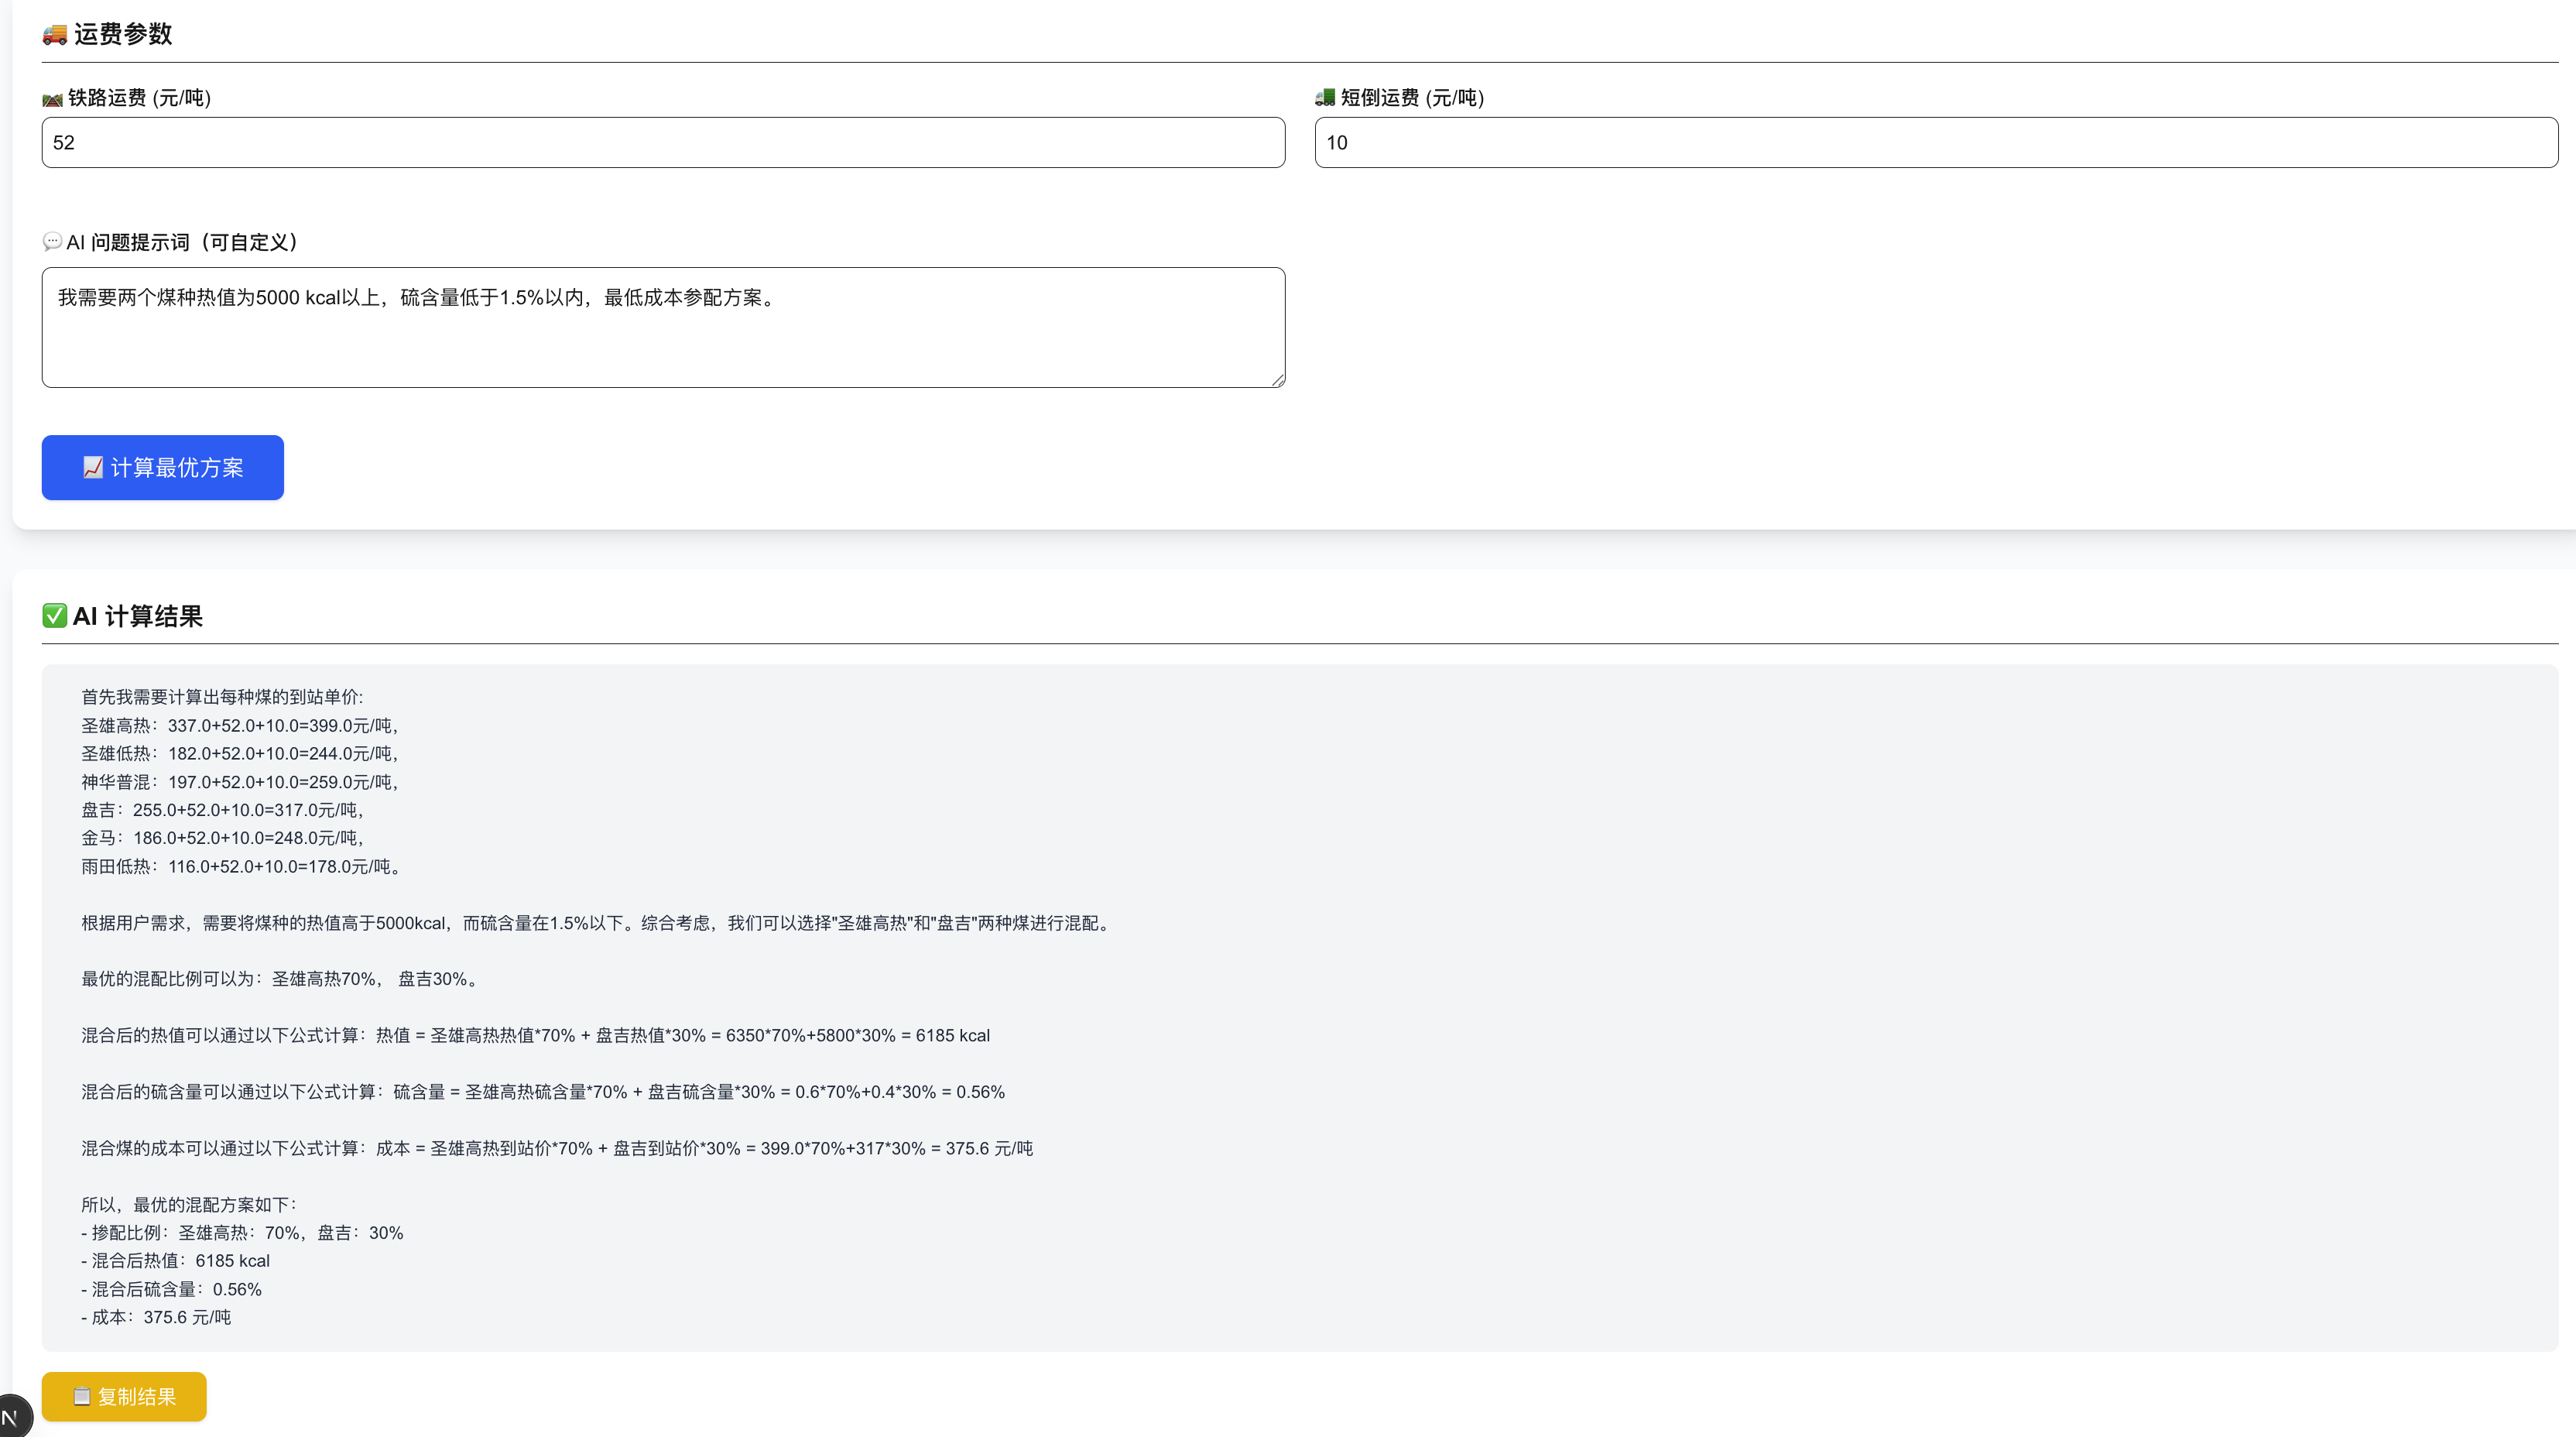 🚚 运费参数
🛤️ 铁路运费 (元/吨)
52
🚛 短倒运费 (元/吨)
10
💬 AI 问题提示词（可自定义）
我需要两个煤种热值为5000 kcal以上，硫含量低于1.5%以内，最低成本参配方案。
📈 计算最优方案
✅ AI 计算结果
首先我需要计算出每种煤的到站单价:
圣雄高热：337.0+52.0+10.0=399.0元/吨，
圣雄低热：182.0+52.0+10.0=244.0元/吨，
神华普混：197.0+52.0+10.0=259.0元/吨，
盘吉：255.0+52.0+10.0=317.0元/吨，
金马：186.0+52.0+10.0=248.0元/吨，
雨田低热：116.0+52.0+10.0=178.0元/吨。
根据用户需求，需要将煤种的热值高于5000kcal，而硫含量在1.5%以下。综合考虑，我们可以选择"圣雄高热"和"盘吉"两种煤进行混配。
最优的混配比例可以为：圣雄高热70%， 盘吉30%。
混合后的热值可以通过以下公式计算：热值 = 圣雄高热热值*70% + 盘吉热值*30% = 6350*70%+5800*30% = 6185 kcal
混合后的硫含量可以通过以下公式计算：硫含量 = 圣雄高热硫含量*70% + 盘吉硫含量*30% = 0.6*70%+0.4*30% = 0.56%
混合煤的成本可以通过以下公式计算：成本 = 圣雄高热到站价*70% + 盘吉到站价*30% = 399.0*70%+317*30% = 375.6 元/吨
所以，最优的混配方案如下：
- 掺配比例：圣雄高热：70%，盘吉：30%
- 混合后热值：6185 kcal
- 混合后硫含量：0.56%
- 成本：375.6 元/吨
📋 复制结果
N